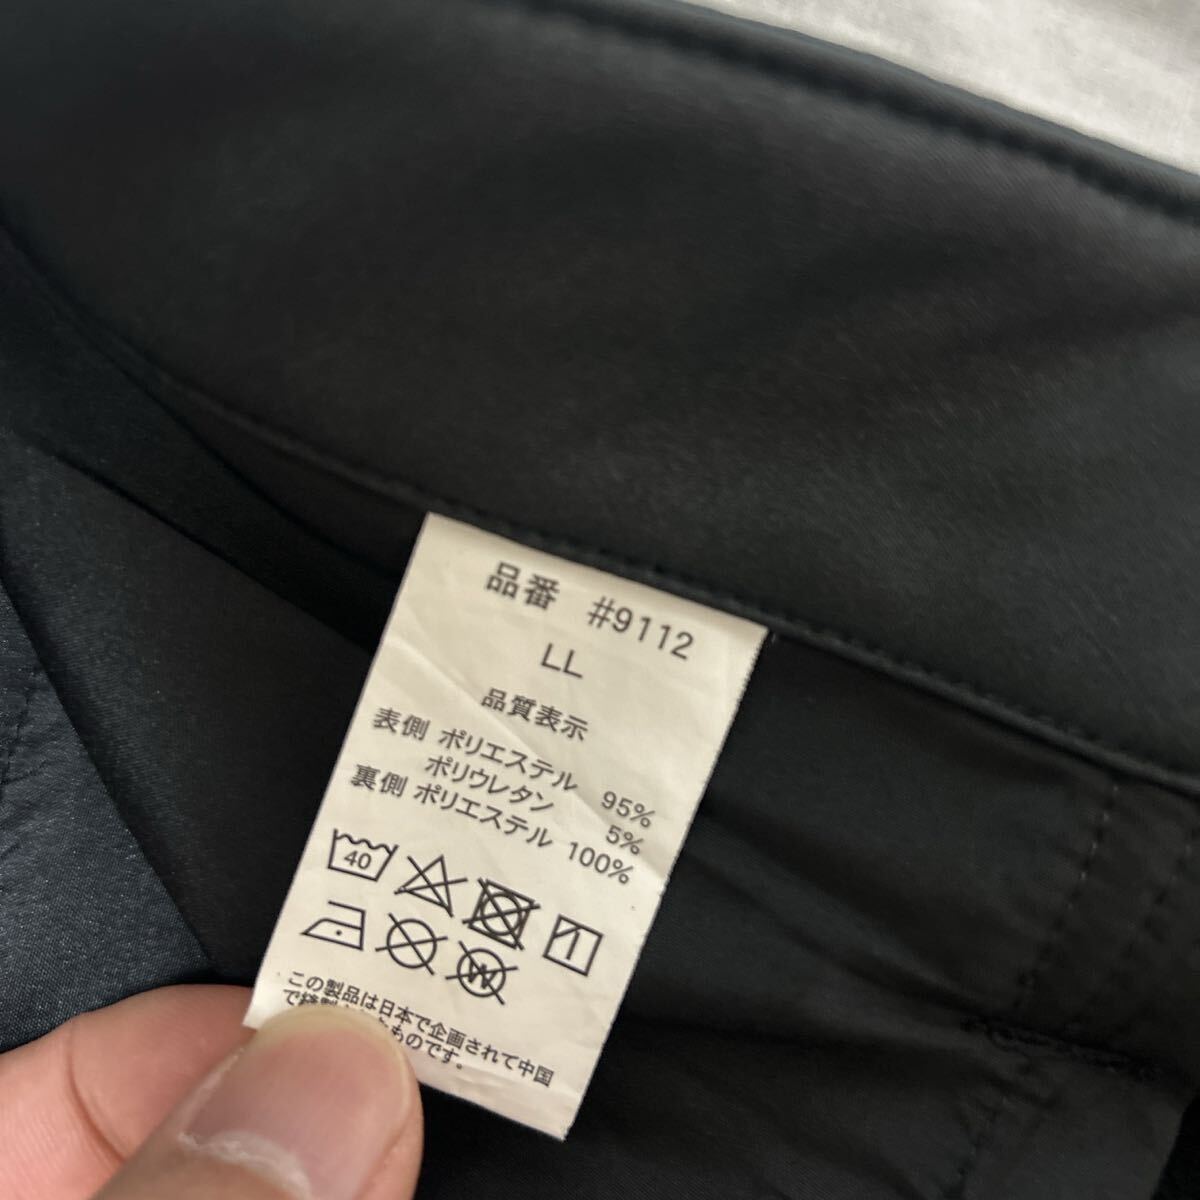 品番 #9112
LL
品質表示
表側 ポリエステル 95%
ポリウレタン 5%
裏側 ポリエステル 100%
40
この製品は日本で企画されて中国
ものです。